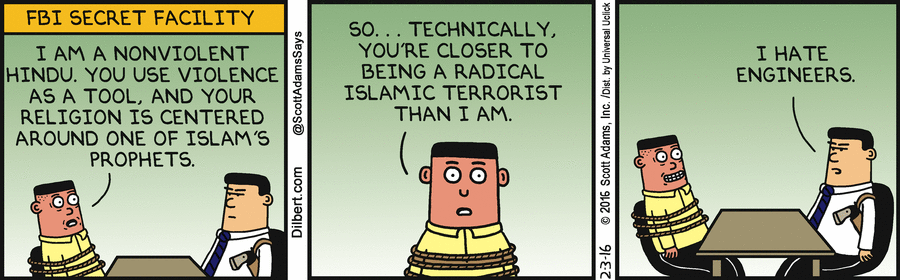 FBI SECRET FACILITY
I AM A NONVIOLENT
HINDU. YOU USE VIOLENCE
AS A TOOL, AND YOUR
RELIGION IS CENTERED
AROUND ONE OF ISLAM'S
PROPHETS.
Dilbert.com @ScottAdamsSays
SO... TECHNICALLY,
YOU'RE CLOSER TO
BEING A RADICAL
ISLAMIC TERRORIST
THAN I AM.
2-3-16 © 2016 Scott Adams, Inc. /Dist. by Universal Uclick
I HATE
ENGINEERS.